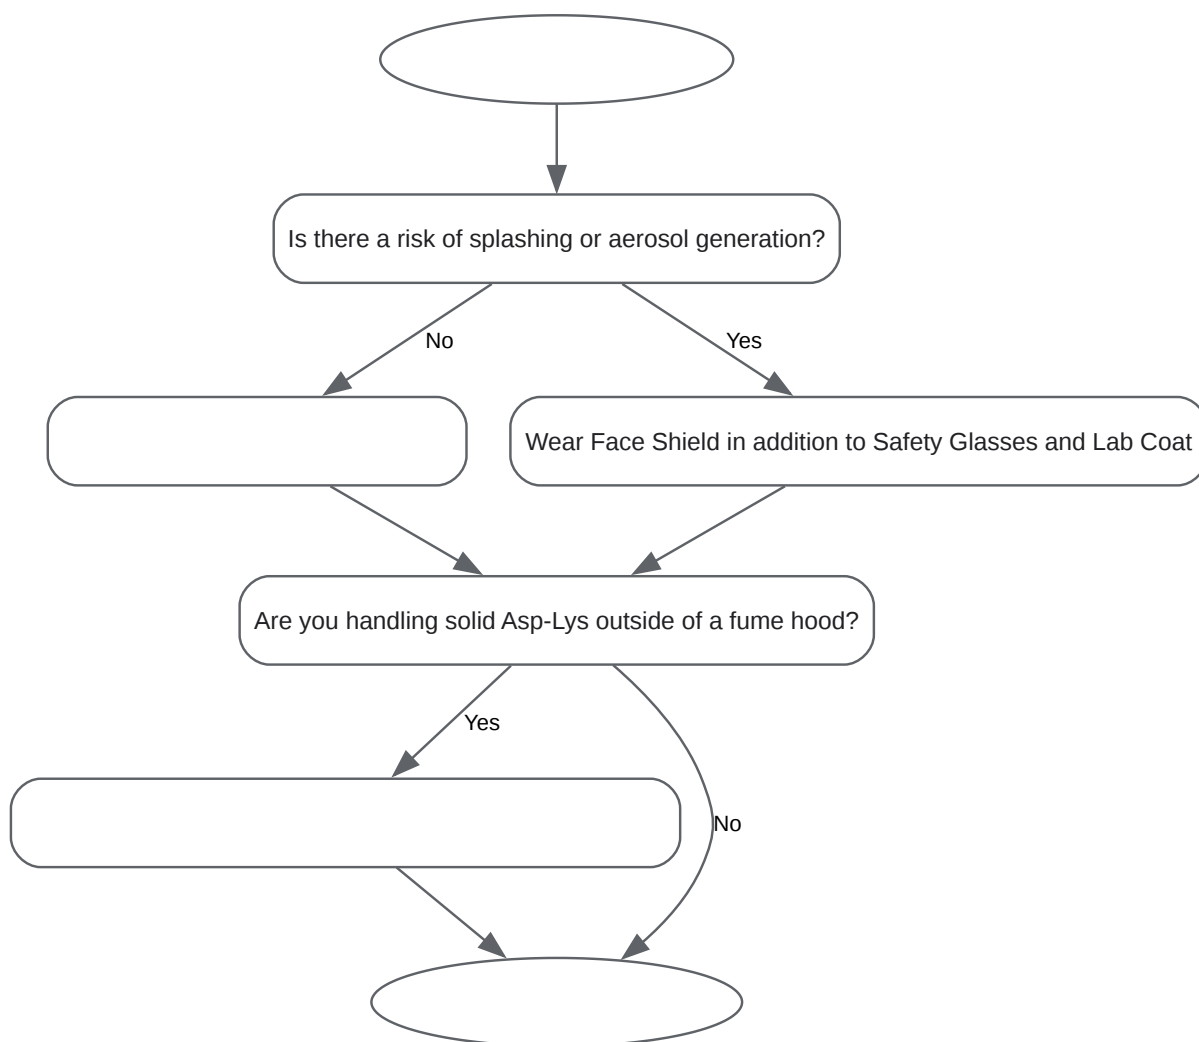 Is there a risk of splashing or aerosol generation?
No
Yes
Wear Face Shield in addition to Safety Glasses and Lab Coat
Are you handling solid Asp-Lys outside of a fume hood?
Yes
No